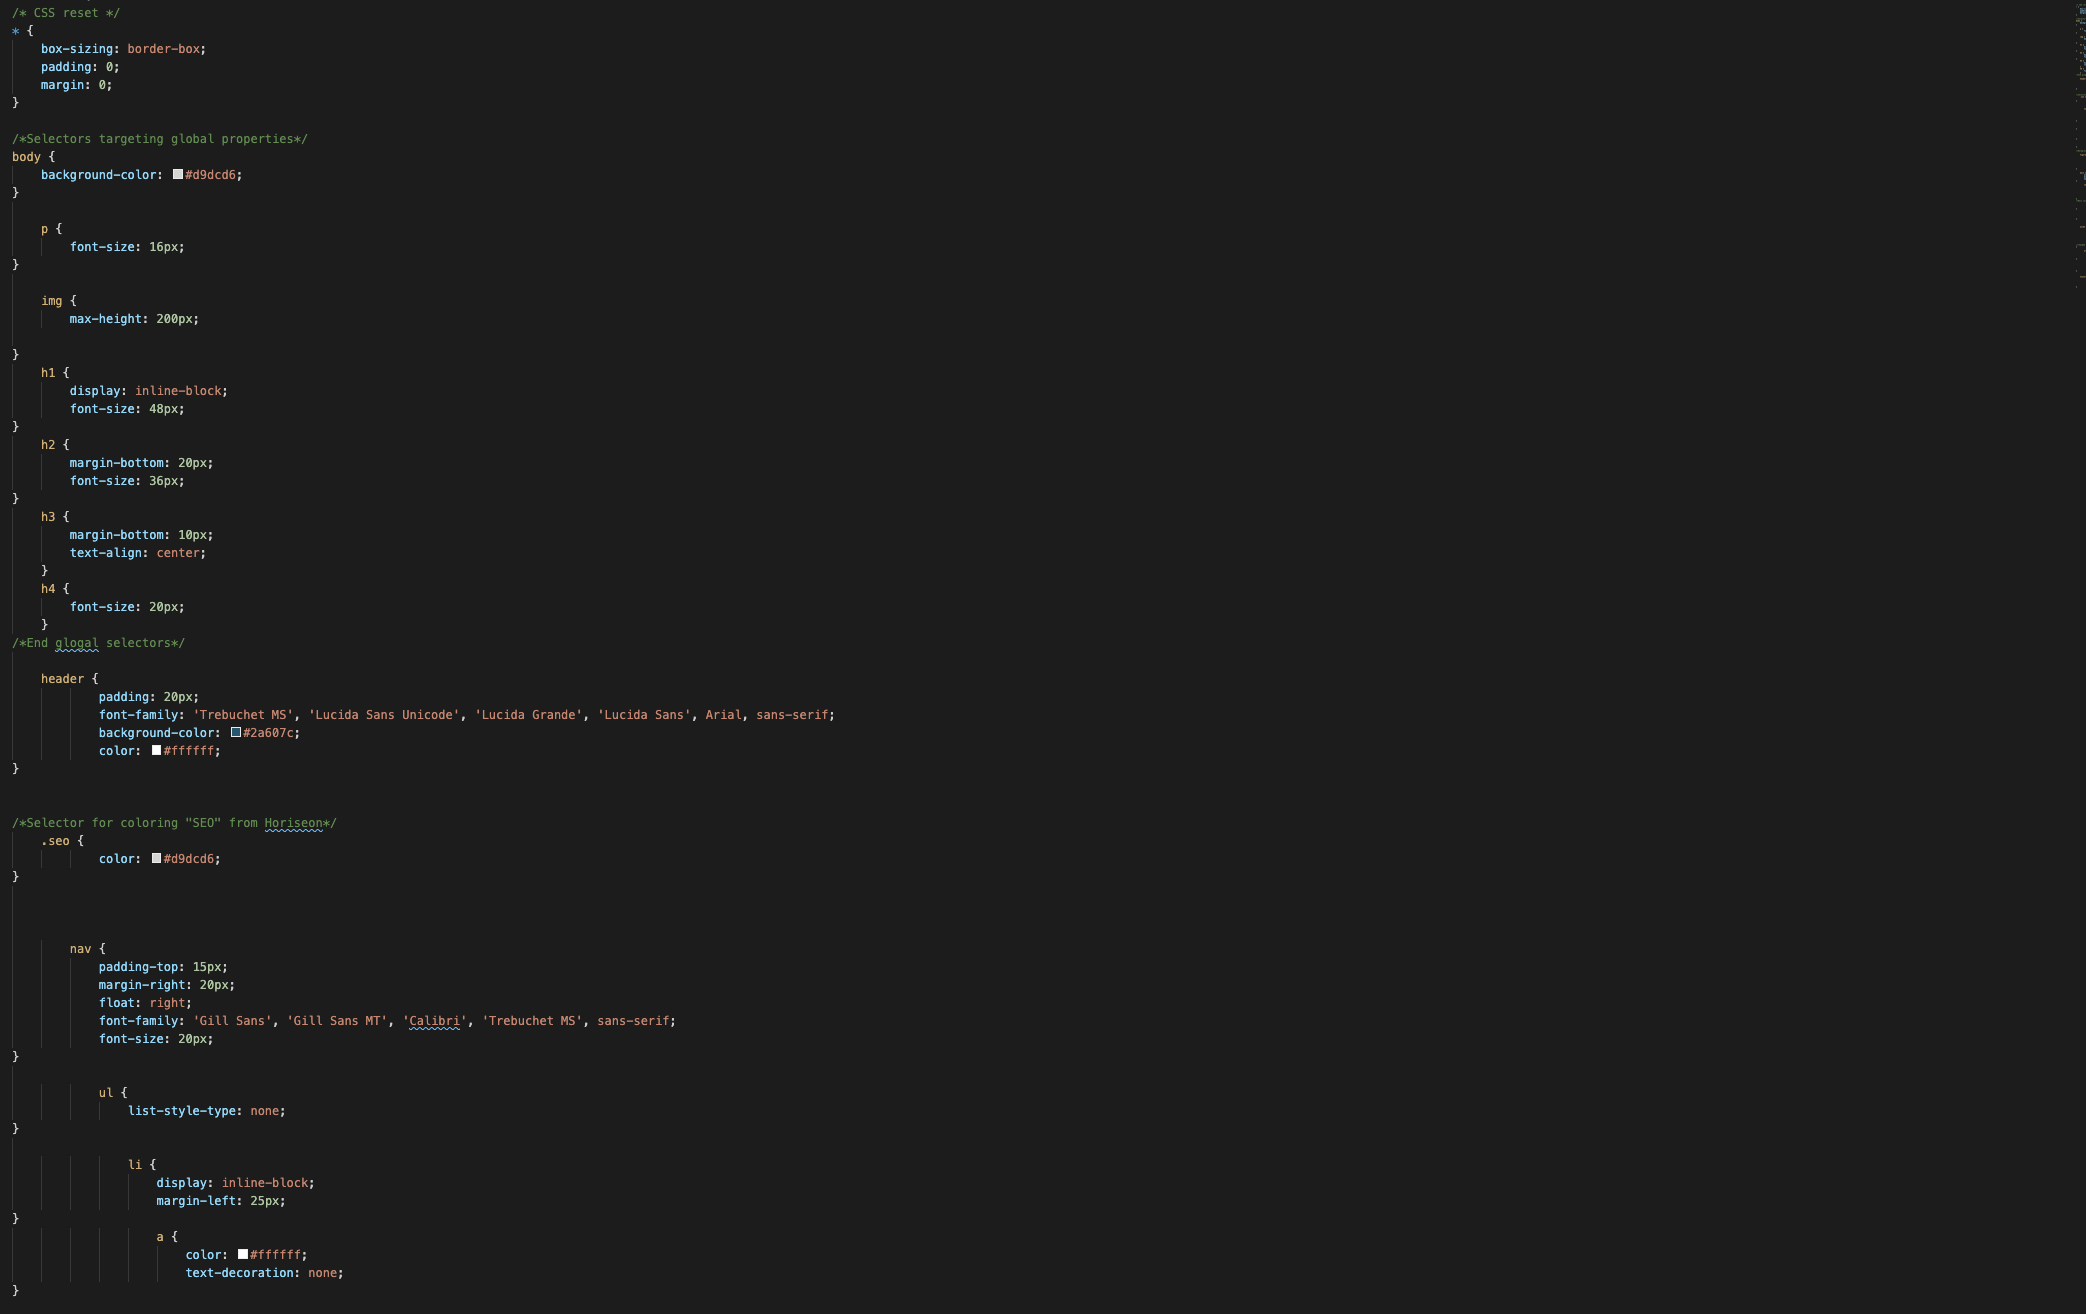 /* CSS reset */
* {
    box-sizing: border-box;
    padding: 0;
    margin: 0;
}
/*Selectors targeting global properties*/
body {
    background-color: #d9dcd6;
}
    p {
        font-size: 16px;
}
    img {
        max-height: 200px;
}
    h1 {
        display: inline-block;
        font-size: 48px;
}
    h2 {
        margin-bottom: 20px;
        font-size: 36px;
}
    h3 {
        margin-bottom: 10px;
        text-align: center;
    }
    h4 {
        font-size: 20px;
    }
/*End glogal selectors*/
    header {
            padding: 20px;
            font-family: 'Trebuchet MS', 'Lucida Sans Unicode', 'Lucida Grande', 'Lucida Sans', Arial, sans-serif;
            background-color: #2a607c;
            color: #ffffff;
}
/*Selector for coloring "SEO" from Horiseon*/
    .seo {
            color: #d9dcd6;
}
        nav {
            padding-top: 15px;
            margin-right: 20px;
            float: right;
            font-family: 'Gill Sans', 'Gill Sans MT', 'Calibri', 'Trebuchet MS', sans-serif;
            font-size: 20px;
}
            ul {
                list-style-type: none;
}
                li {
                    display: inline-block;
                    margin-left: 25px;
}
                    a {
                        color: #ffffff;
                        text-decoration: none;
}